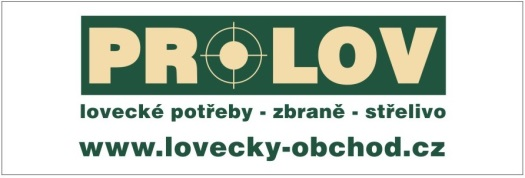 PROLOV
lovecké potřeby - zbraně - střelivo
www.lovecky-obchod.cz